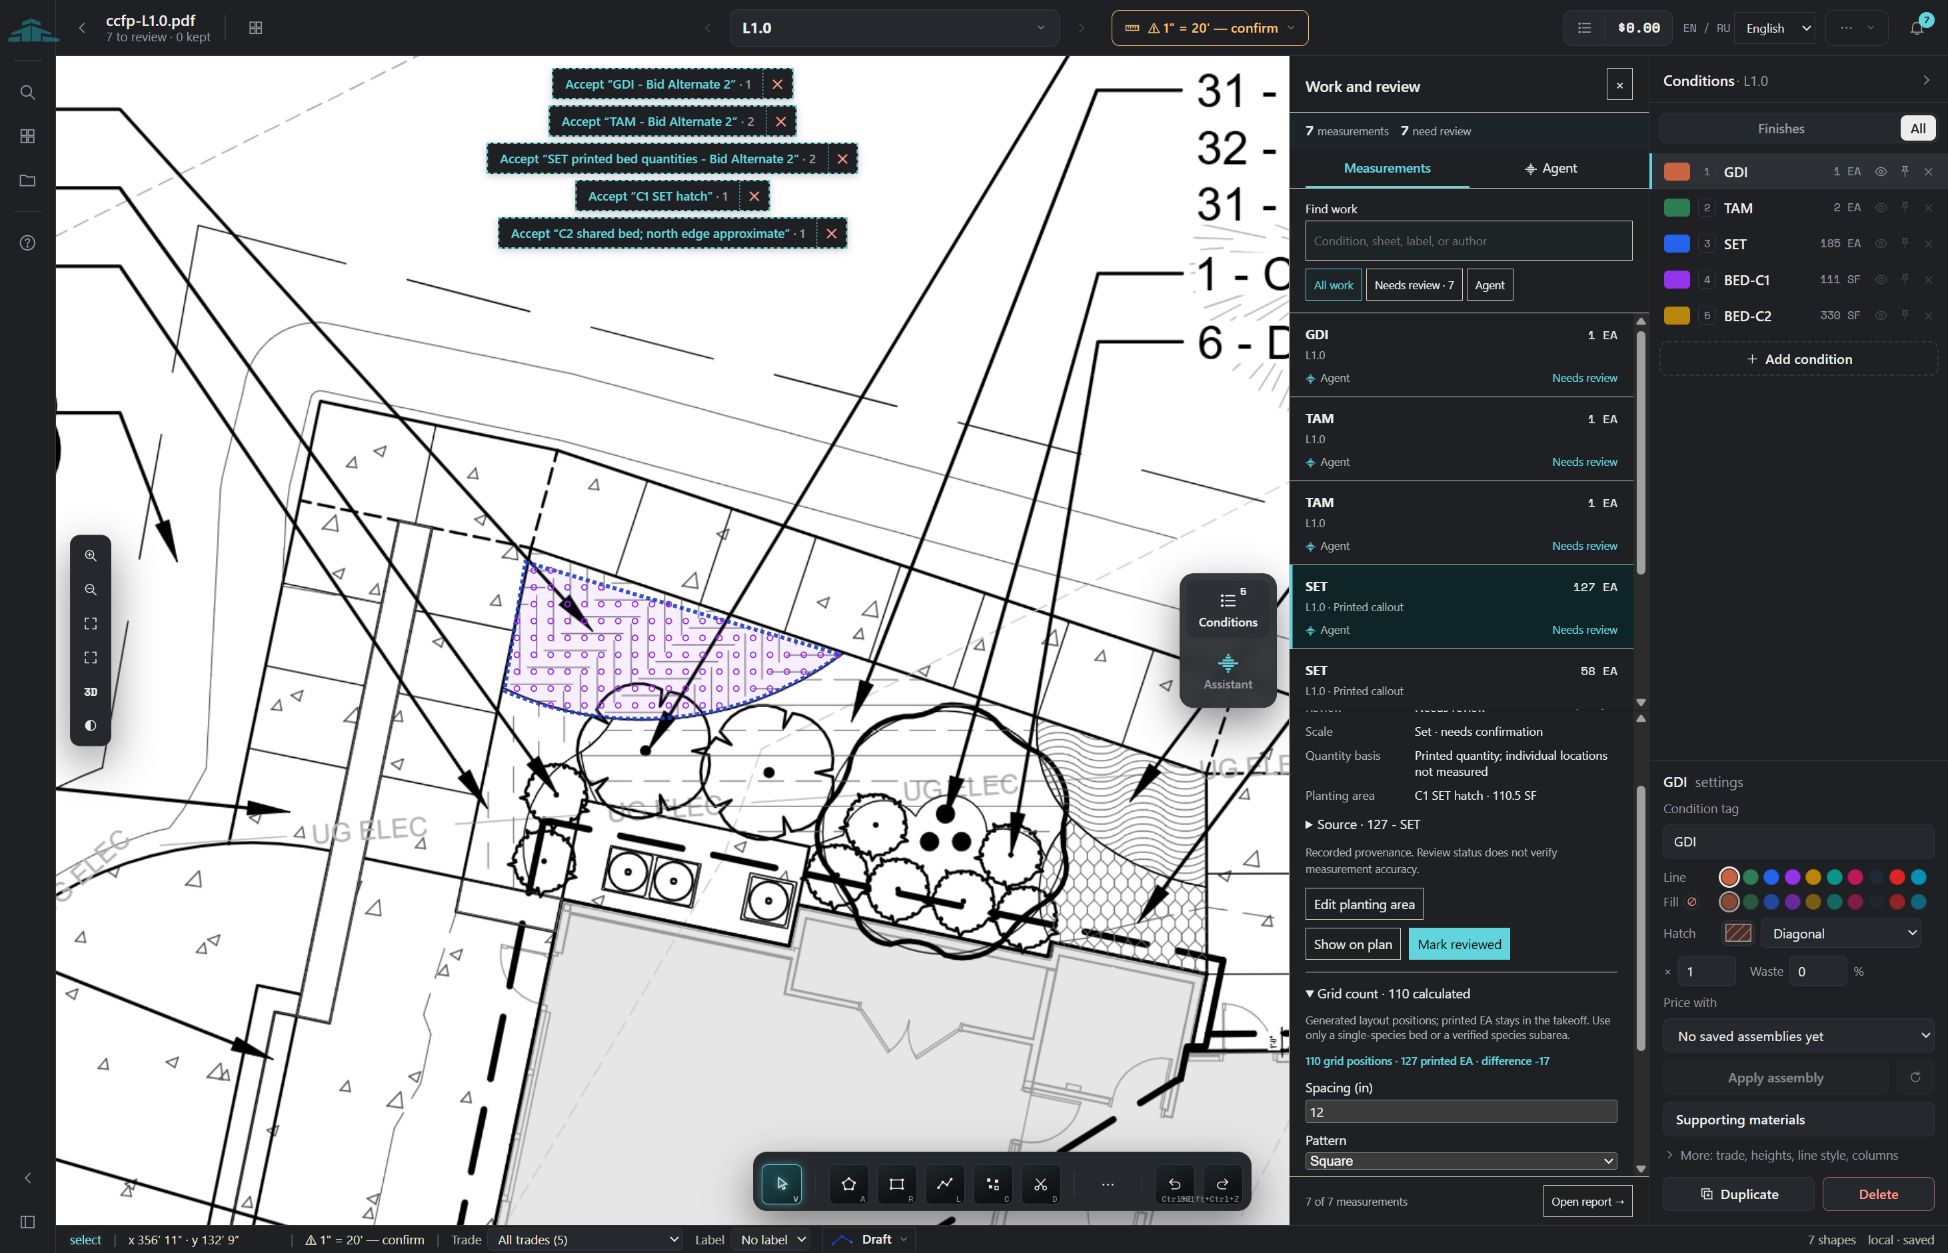 ccfp-L1.0.pdf
7 to review · 0 kept
L1.0
⚠ 1" = 20' — confirm
$0.00
EN / RU
English
7
Accept “GDI - Bid Alternate 2” · 1
Accept “TAM - Bid Alternate 2” · 2
Accept “SET printed bed quantities - Bid Alternate 2” · 2
Accept “C1 SET hatch” · 1
Accept “C2 shared bed; north edge approximate” · 1
31 -
32 -
31 -
1 - C
6 - D
UG ELEC
UG ELEC
UG ELEC
UG ELE
G ELEC
3D
Conditions
5
Assistant
Work and review
7 measurements 7 need review
Measurements
Agent
Find work
Condition, sheet, label, or author
All work
Needs review · 7
Agent
GDI 1 EA
L1.0
Agent Needs review
TAM 1 EA
L1.0
Agent Needs review
TAM 1 EA
L1.0
Agent Needs review
SET 127 EA
L1.0 · Printed callout
Agent Needs review
SET 58 EA
L1.0 · Printed callout
Scale Set · needs confirmation
Quantity basis Printed quantity; individual locations
not measured
Planting area C1 SET hatch · 110.5 SF
Source · 127 - SET
Recorded provenance. Review status does not verify
measurement accuracy.
Edit planting area
Show on plan
Mark reviewed
Grid count · 110 calculated
Generated layout positions; printed EA stays in the takeoff. Use
only a single-species bed or a verified species subarea.
110 grid positions · 127 printed EA · difference -17
Spacing (in)
12
Pattern
Square
7 of 7 measurements
Open report →
Conditions · L1.0
Finishes
All
1 GDI 1 EA
2 TAM 2 EA
3 SET 185 EA
4 BED-C1 111 SF
5 BED-C2 330 SF
+ Add condition
GDI settings
Condition tag
GDI
Line
Fill
Hatch Diagonal
× 1 Waste 0 %
Price with
No saved assemblies yet
Apply assembly
Supporting materials
More: trade, heights, line style, columns
Duplicate
Delete
V
A
R
L
C
D
select
x 356' 11" · y 132' 9"
⚠ 1" = 20' — confirm
Trade All trades (5)
Label No label
Draft
7 shapes
local · saved